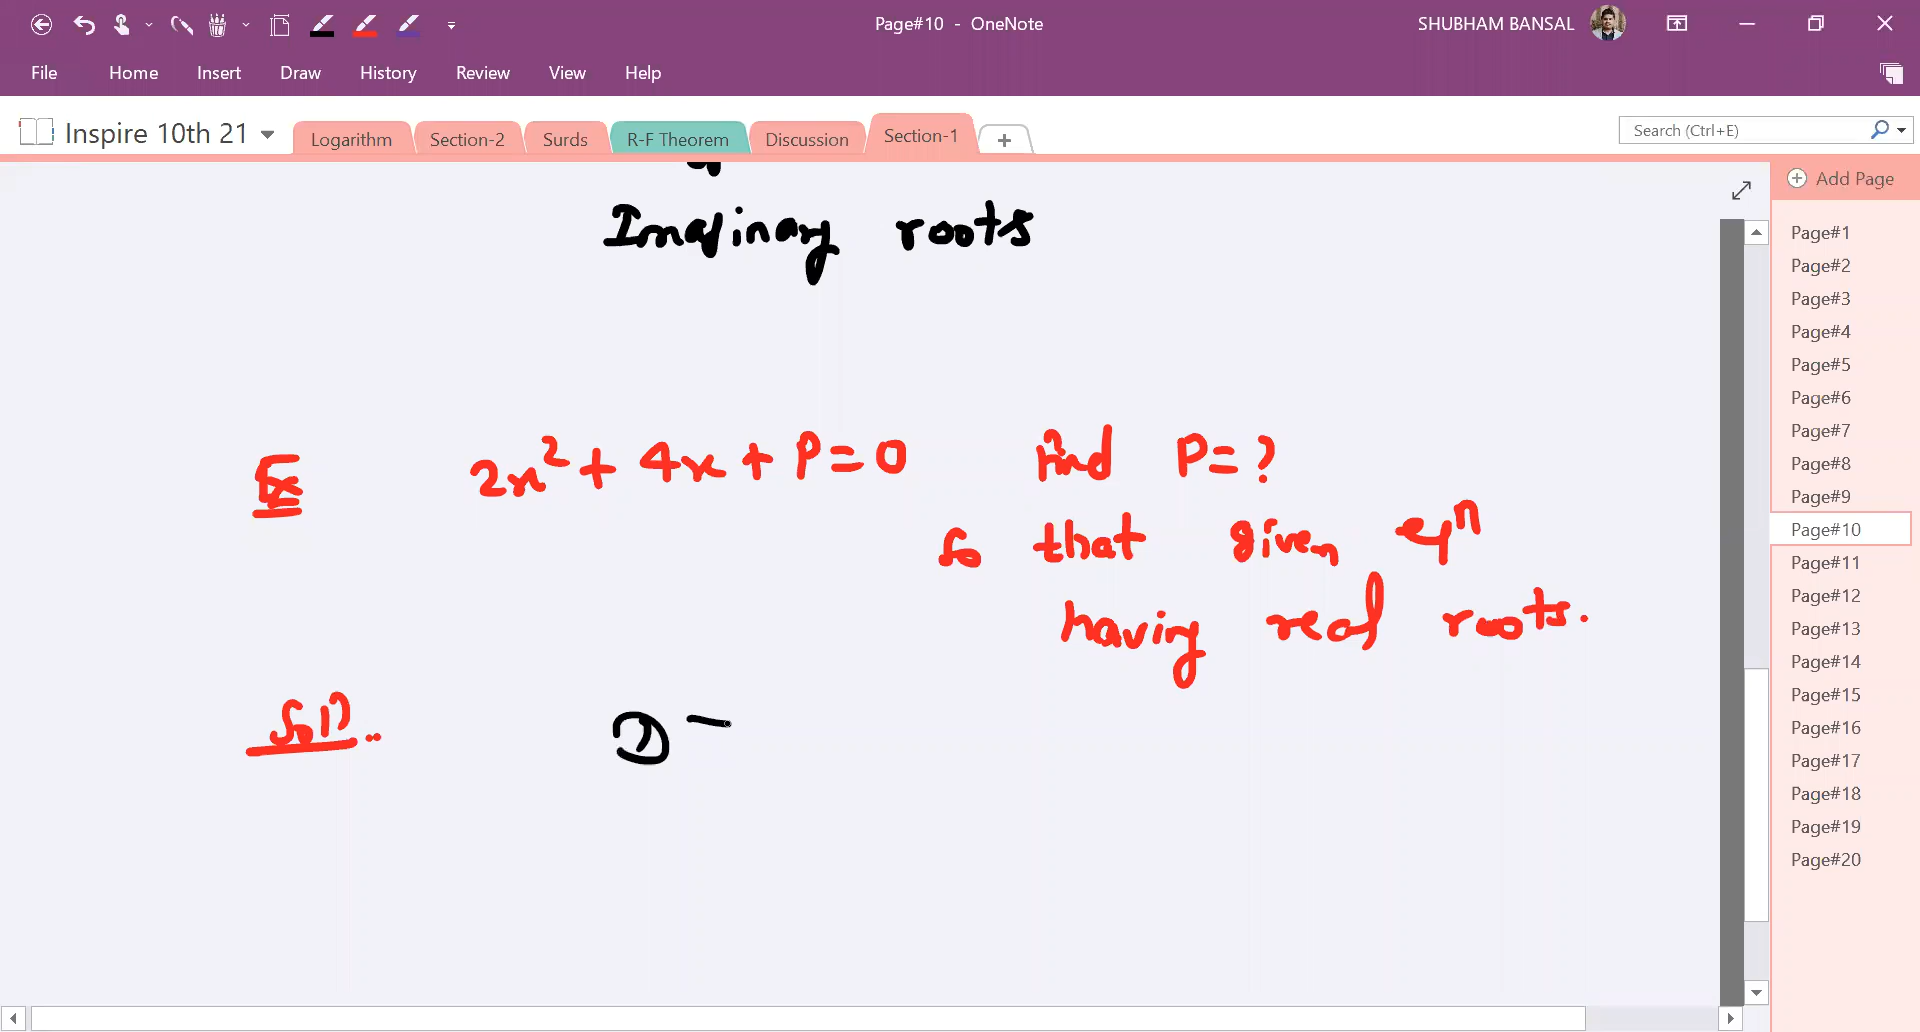 Page#10 - OneNote
SHUBHAM BANSAL
File Home Insert Draw History Review View Help
Inspire 10th 21
Logarithm Section-2 Surds R-F Theorem Discussion Section-1
Search (Ctrl+E)
Add Page
Imaginary roots
Ex 2x² + 4x + P = 0 find P = ?
so that given eqⁿ
having real roots.
Solⁿ.. D
Page#1
Page#2
Page#3
Page#4
Page#5
Page#6
Page#7
Page#8
Page#9
Page#10
Page#11
Page#12
Page#13
Page#14
Page#15
Page#16
Page#17
Page#18
Page#19
Page#20